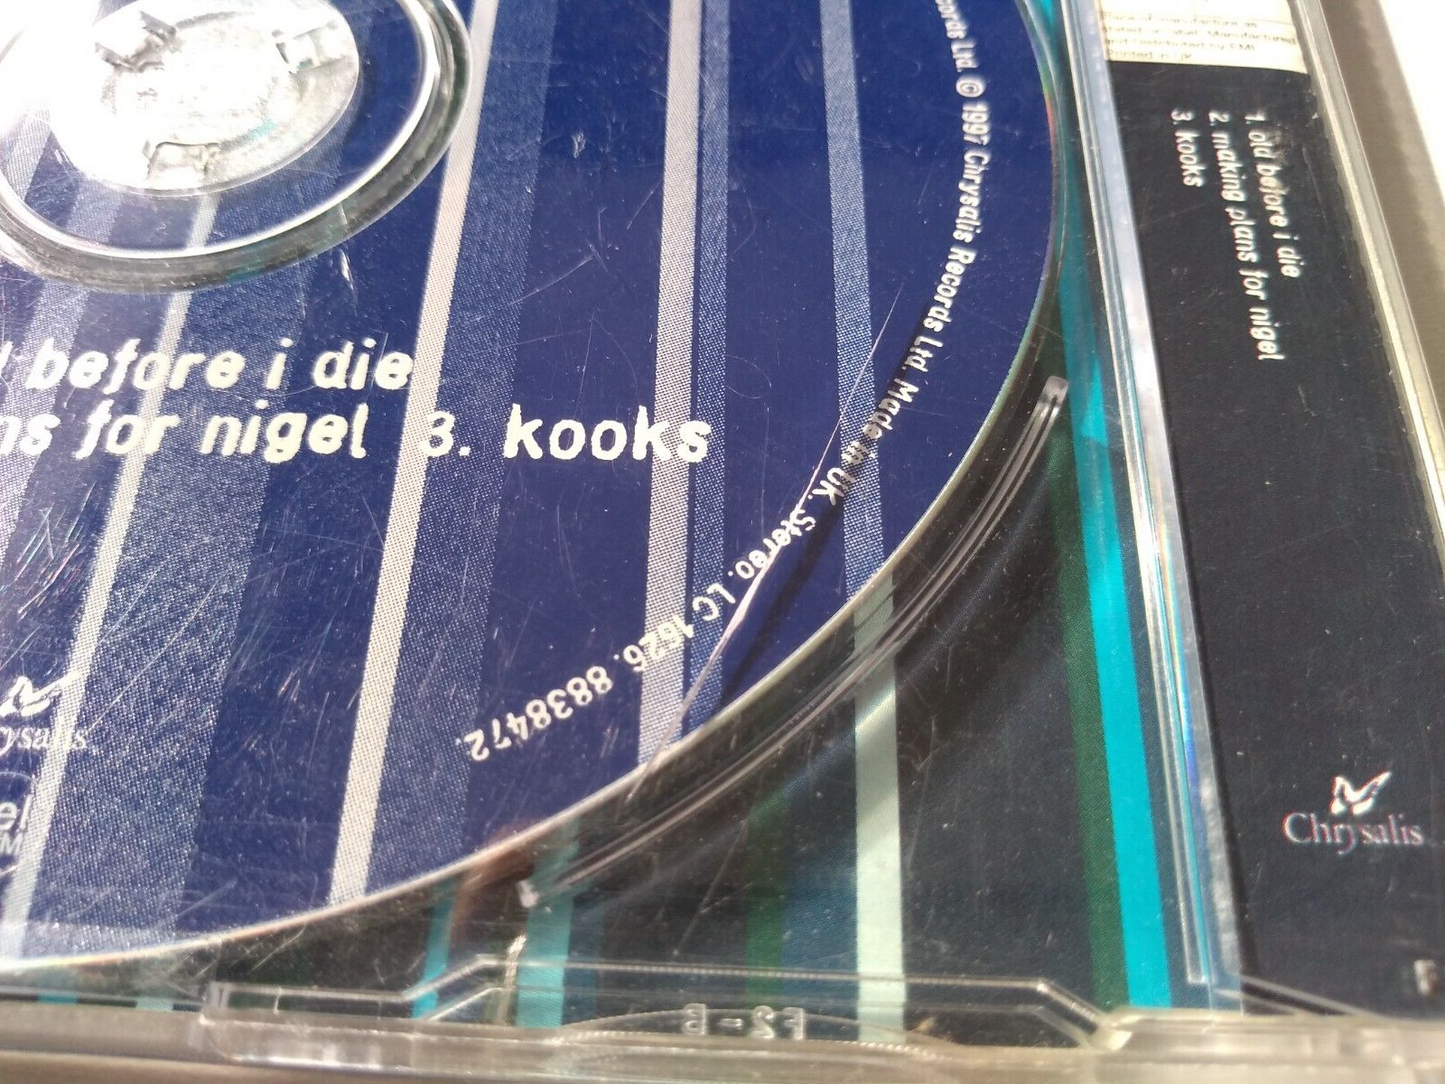 before i die
for nigel 3. kooks
Records Ltd. © 1997 Chrysalis Records Ltd. Made in UK. Stereo. LC 1626. 8838472.
1. old before i die
2. making plans for nigel
3. kooks
Chrysalis